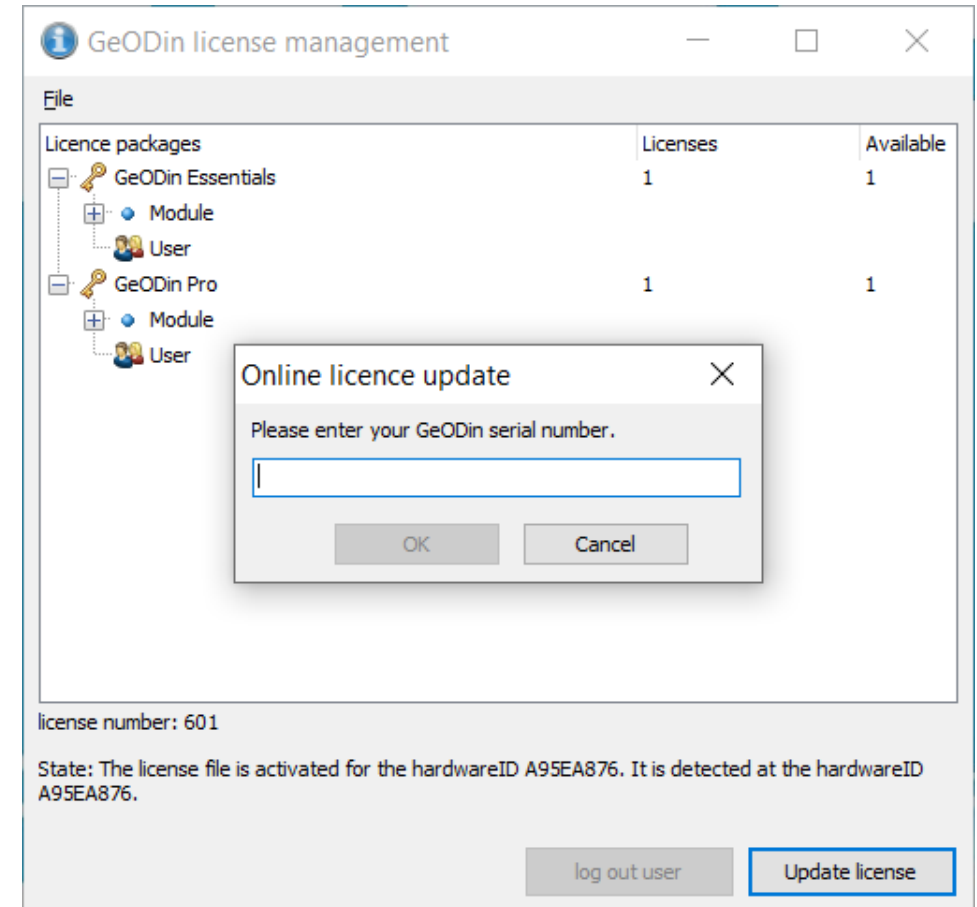 GeODin license management
File
Licence packages Licenses Available
GeODin Essentials 1 1
Module
User
GeODin Pro 1 1
Module
User
Online licence update
Please enter your GeODin serial number.
OK Cancel
license number: 601
State: The license file is activated for the hardwareID A95EA876. It is detected at the hardwareID
A95EA876.
log out user Update license